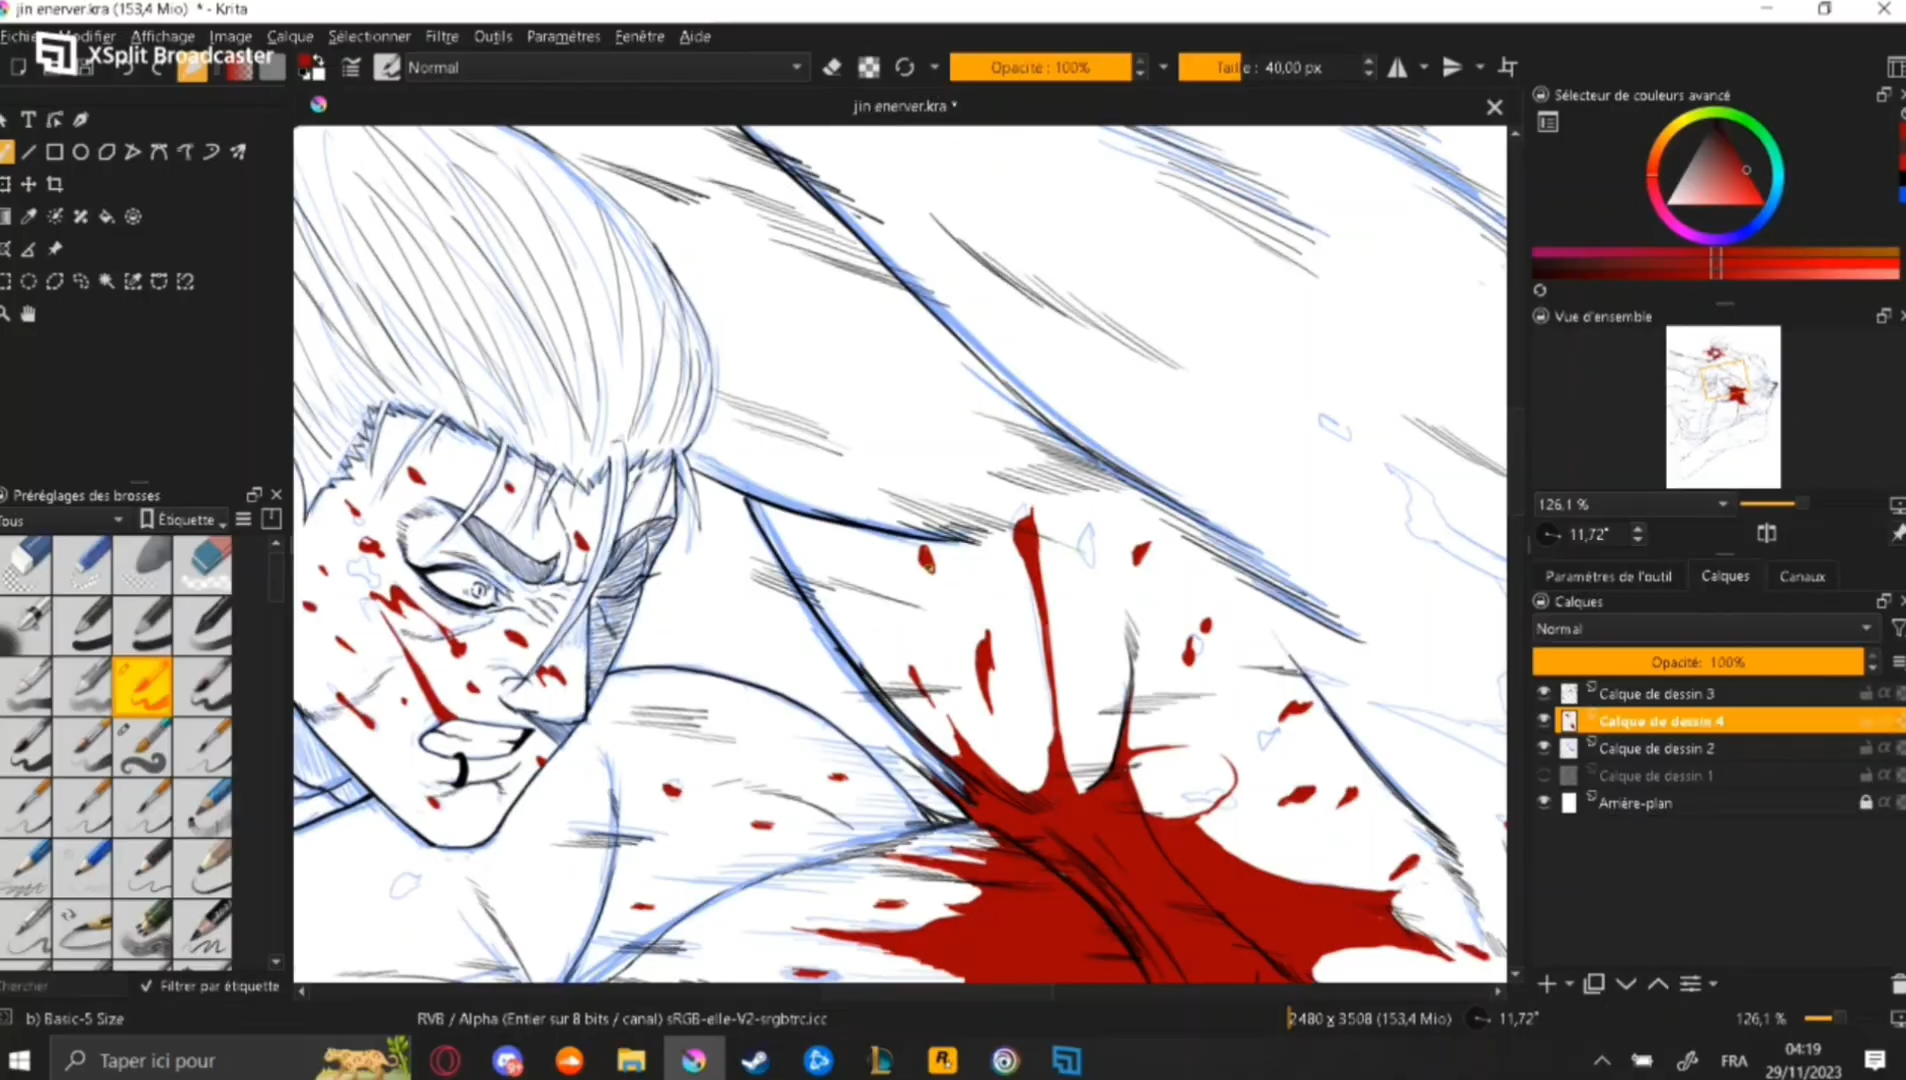 jin enerver.kra (153,4 Mio) * - Krita
Fichier Modifier Affichage Image Calque Sélectionner Filtre Outils Paramètres Fenêtre Aide
XSplit Broadcaster
Normal
Opacité : 100%
Taille : 40,00 px
jin enerver.kra *
Sélecteur de couleurs avancé
Vue d'ensemble
126,1 %
11,72°
Paramètres de l'outil Calques Canaux
Calques
Normal
Opacité: 100%
Calque de dessin 3
Calque de dessin 4
Calque de dessin 2
Calque de dessin 1
Arrière-plan
Préréglages des brosses
Tous
Étiquette
Chercher
Filtrer par étiquette
b) Basic-5 Size
RVB / Alpha (Entier sur 8 bits / canal) sRGB-elle-V2-srgbtrc.icc
2480 x 3508 (153,4 Mio)
11,72°
126,1 %
Taper ici pour
FRA
04:19
29/11/2023